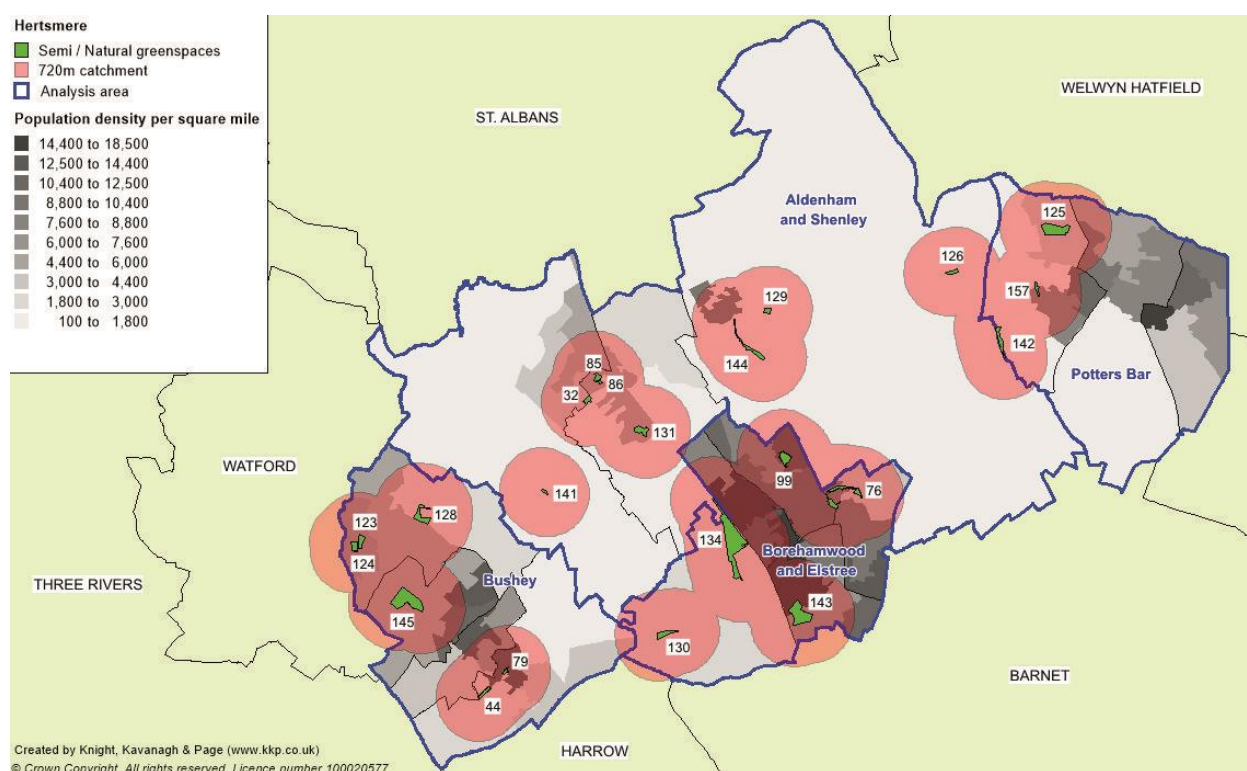 Hertsmere
Semi / Natural greenspaces
720m catchment
Analysis area
Population density per square mile
14,400 to 18,500
12,500 to 14,400
10,400 to 12,500
8,800 to 10,400
7,600 to 8,800
6,000 to 7,600
4,400 to 6,000
3,000 to 4,400
1,800 to 3,000
100 to 1,800
ST. ALBANS
WELWYN HATFIELD
Aldenham
and Shenley
125
126
157
129
142
144
Potters Bar
85
86
32
131
WATFORD
99
76
141
128
123
134
124
Borehamwood
and Elstree
THREE RIVERS
Bushey
143
145
130
79
BARNET
44
HARROW
Created by Knight, Kavanagh & Page (www.kkp.co.uk)
© Crown Copyright. All rights reserved. Licence number 100020577